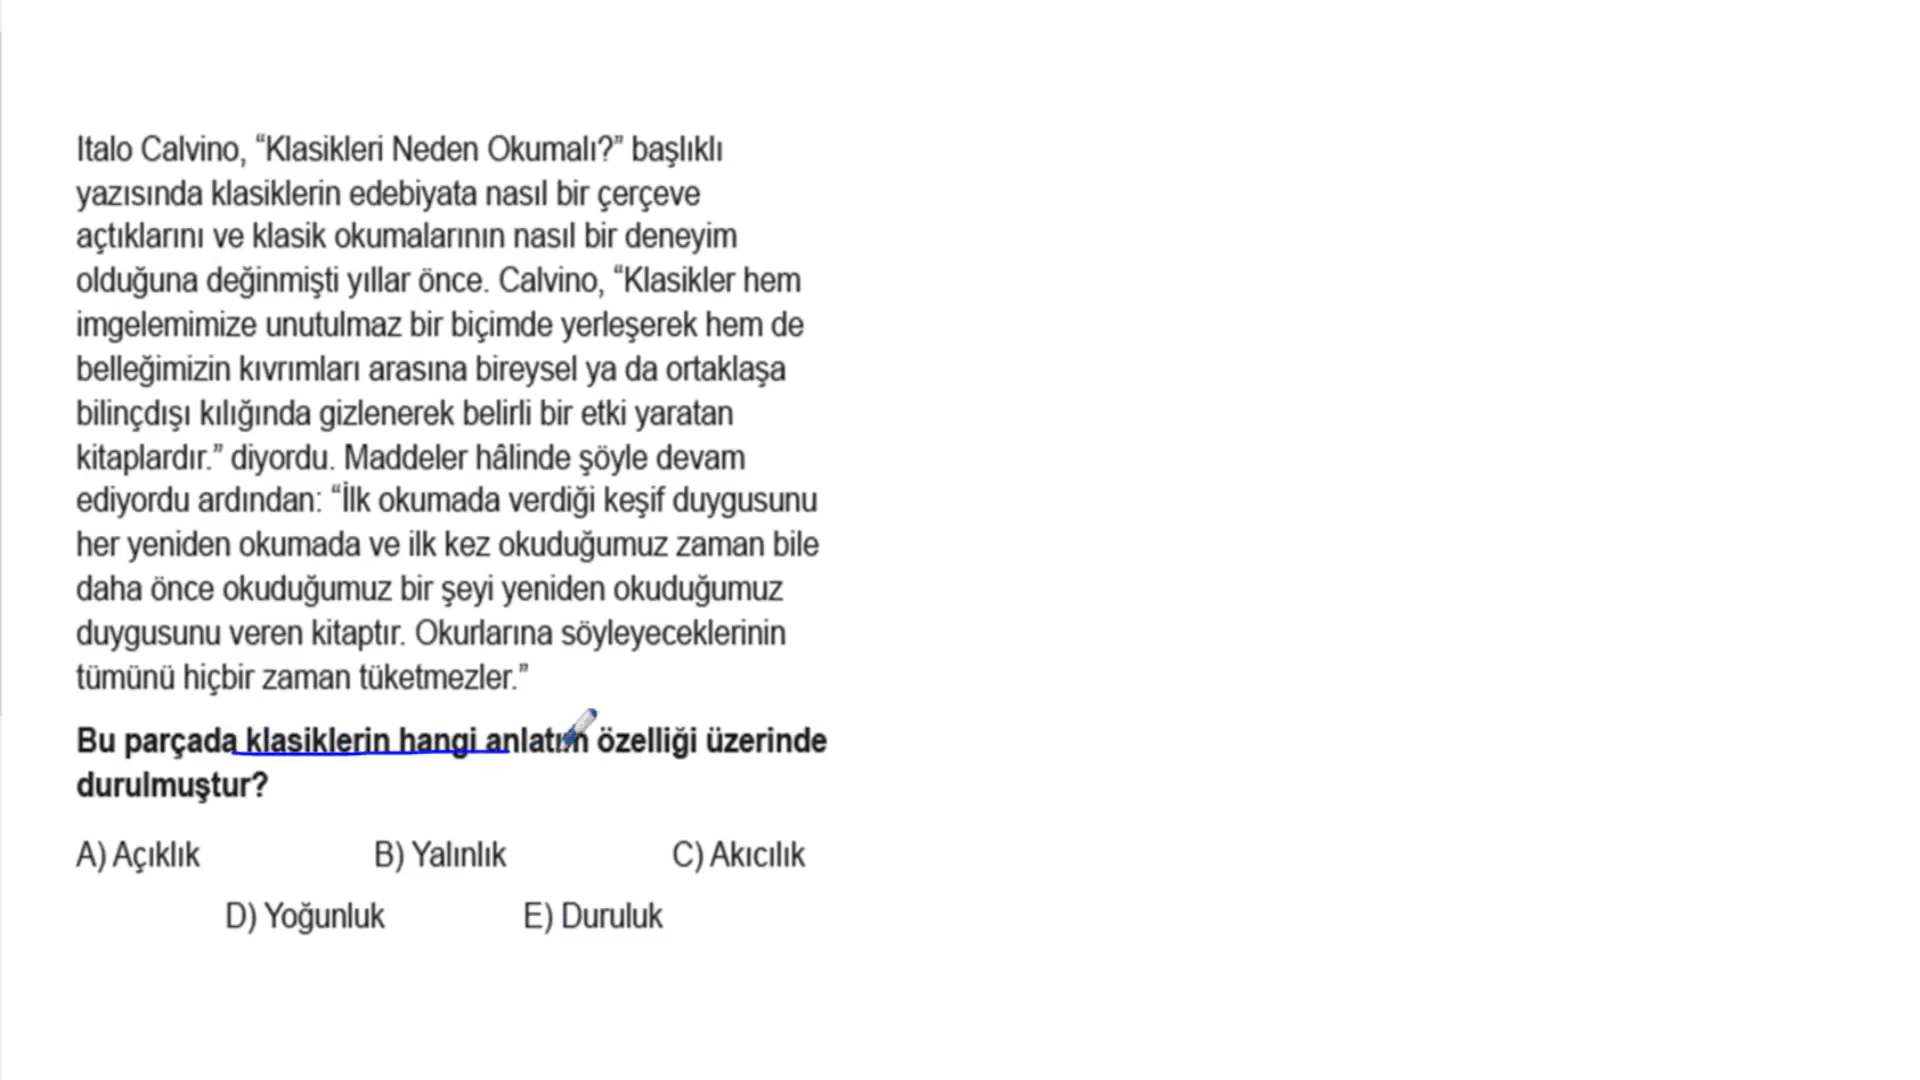 Italo Calvino, “Klasikleri Neden Okumalı?” başlıklı
yazısında klasiklerin edebiyata nasıl bir çerçeve
açtıklarını ve klasik okumalarının nasıl bir deneyim
olduğuna değinmişti yıllar önce. Calvino, “Klasikler hem
imgelemimize unutulmaz bir biçimde yerleşerek hem de
belleğimizin kıvrımları arasına bireysel ya da ortaklaşa
bilinçdışı kılığında gizlenerek belirli bir etki yaratan
kitaplardır.” diyordu. Maddeler hâlinde şöyle devam
ediyordu ardından: “İlk okumada verdiği keşif duygusunu
her yeniden okumada ve ilk kez okuduğumuz zaman bile
daha önce okuduğumuz bir şeyi yeniden okuduğumuz
duygusunu veren kitaptır. Okurlarına söyleyeceklerinin
tümünü hiçbir zaman tüketmezler.”
Bu parçada klasiklerin hangi anlatım özelliği üzerinde
durulmuştur?
A) Açıklık B) Yalınlık C) Akıcılık
D) Yoğunluk E) Duruluk